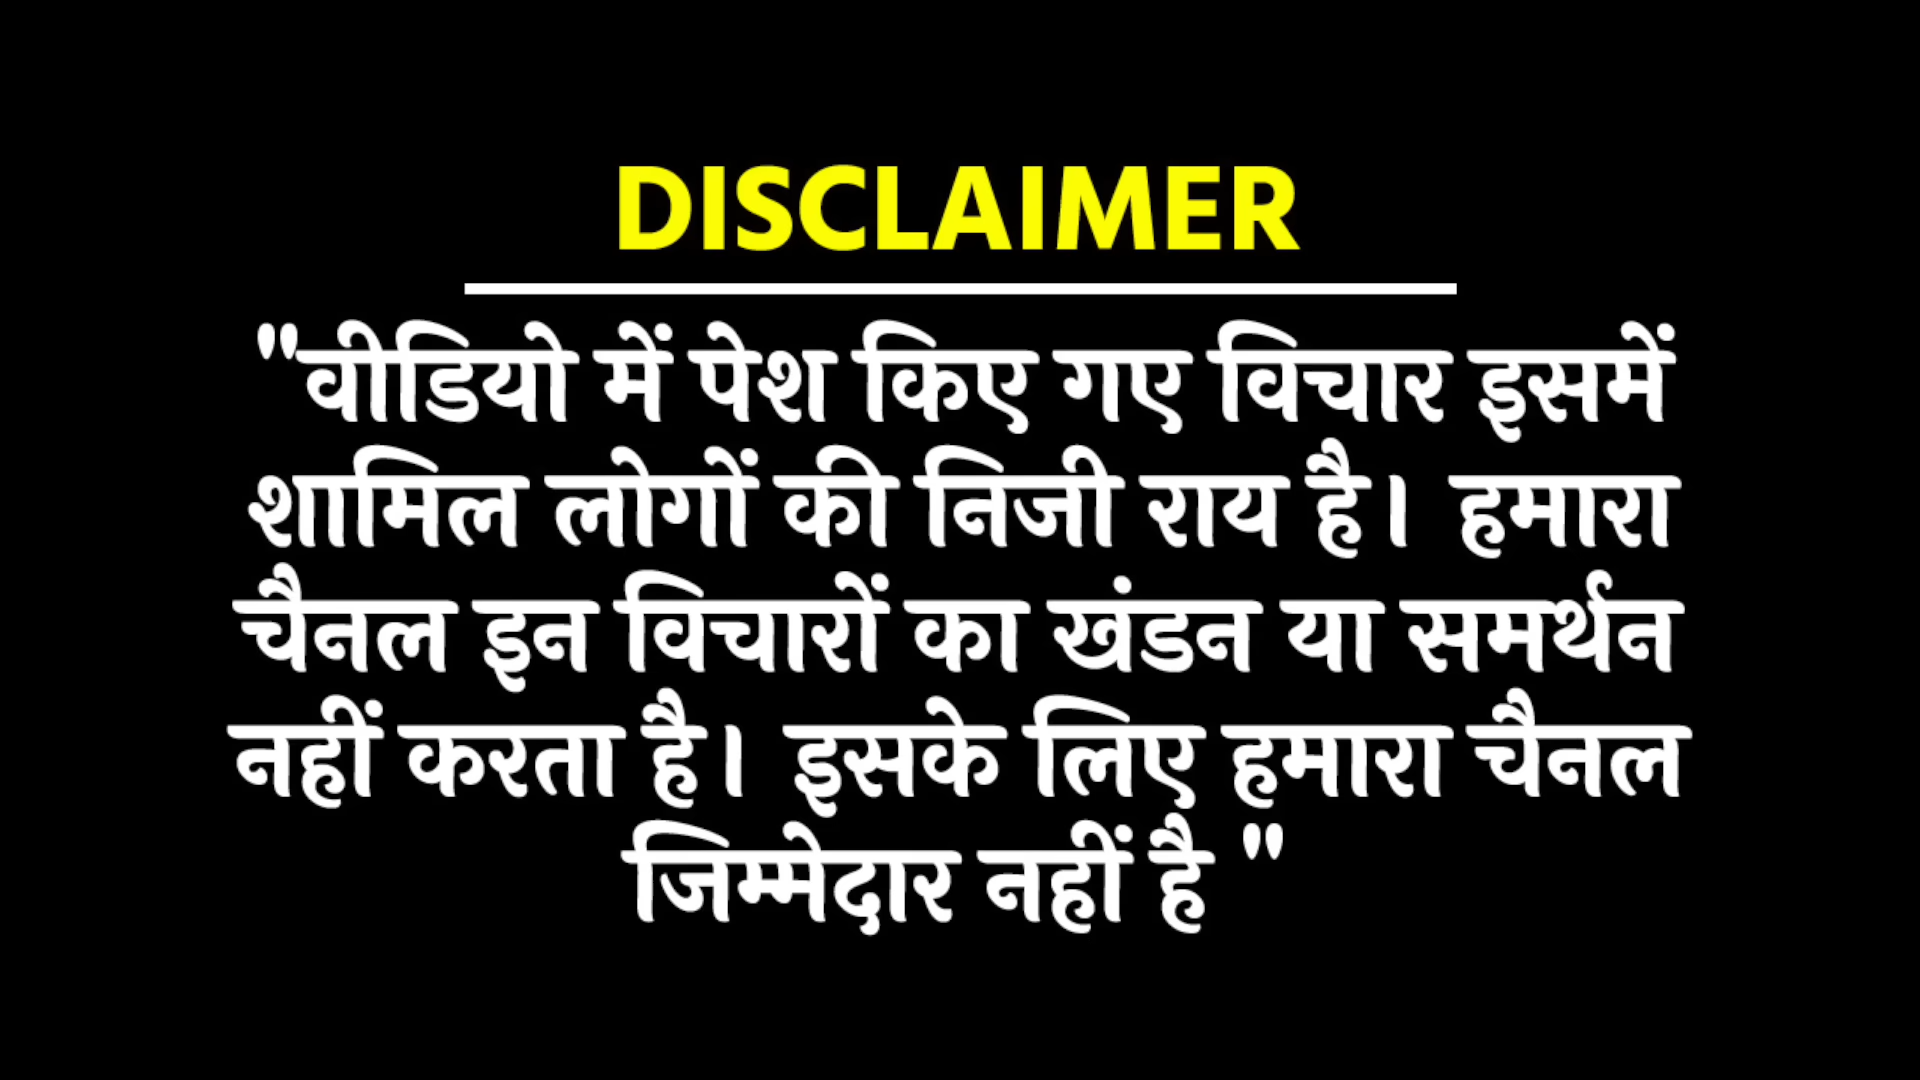 DISCLAIMER
"वीडियो में पेश किए गए विचार इसमें
शामिल लोगों की निजी राय है। हमारा
चैनल इन विचारों का खंडन या समर्थन
नहीं करता है। इसके लिए हमारा चैनल
जिम्मेदार नहीं है "